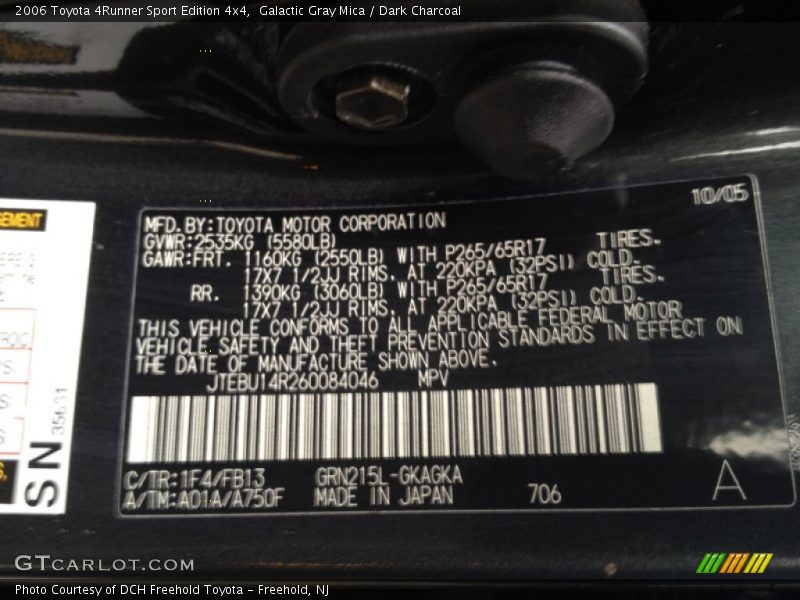 2006 Toyota 4Runner Sport Edition 4x4,  Galactic Gray Mica / Dark Charcoal
10/05
MFD.BY:TOYOTA MOTOR CORPORATION
GVWR:2535KG (5580LB)
GAWR:FRT. 1160KG (2550LB) WITH P265/65R17 TIRES.
17X7 1/2JJ RIMS. AT 220KPA (32PSI) COLD.
RR. 1390KG (3060LB) WITH P265/65R17 TIRES.
17X7 1/2JJ RIMS. AT 220KPA (32PSI) COLD.
THIS VEHICLE CONFORMS TO ALL APPLICABLE FEDERAL MOTOR
VEHICLE SAFETY AND THEFT PREVENTION STANDARDS IN EFFECT ON
THE DATE OF MANUFACTURE SHOWN ABOVE.
JTEBU14R260084046 MPV
C/TR:1F4/FB13 GRN215L-GKAGKA
A/TM:A01A/A750F MADE IN JAPAN 706 A
SN 35631
GTCARLOT.COM
Photo Courtesy of DCH Freehold Toyota - Freehold, NJ